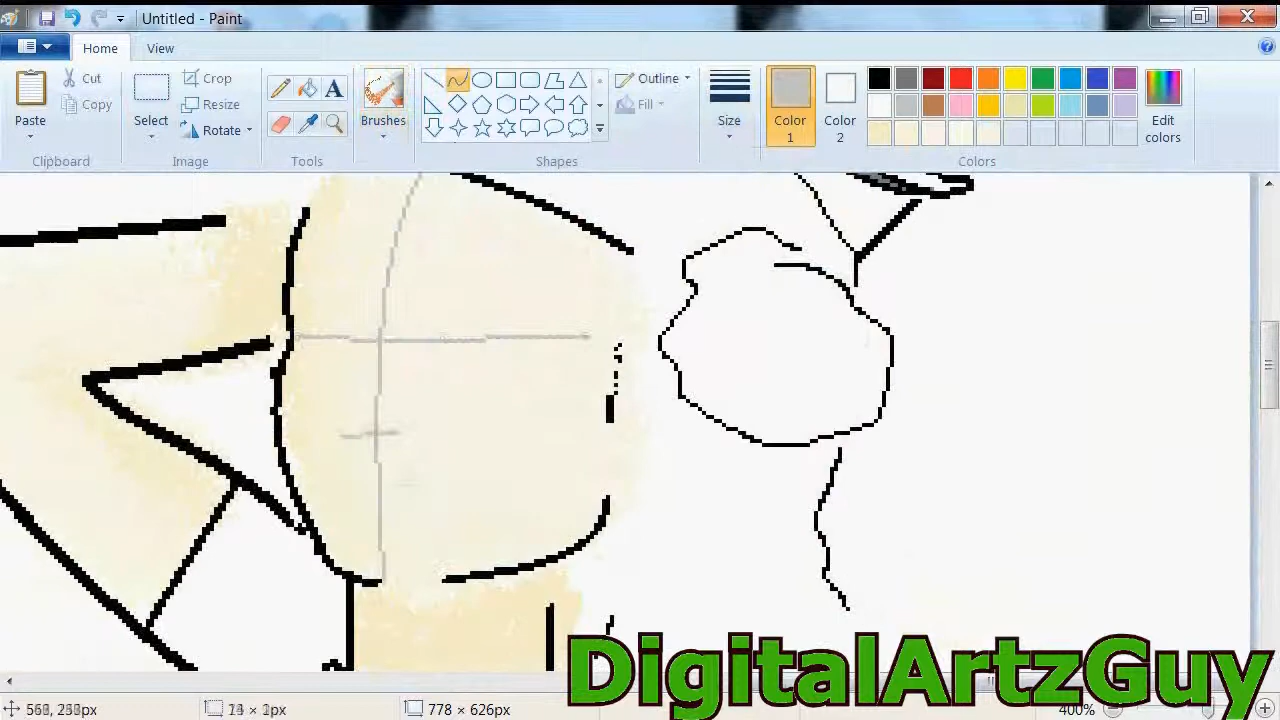 Untitled - Paint
Home View
Paste Cut Copy
Select Crop Resize Rotate
A
Brushes
Outline Fill
Size
Color 1
Color 2
Edit colors
Clipboard Image Tools Shapes Colors
DigitalArtzGuy
778 × 626px 400%